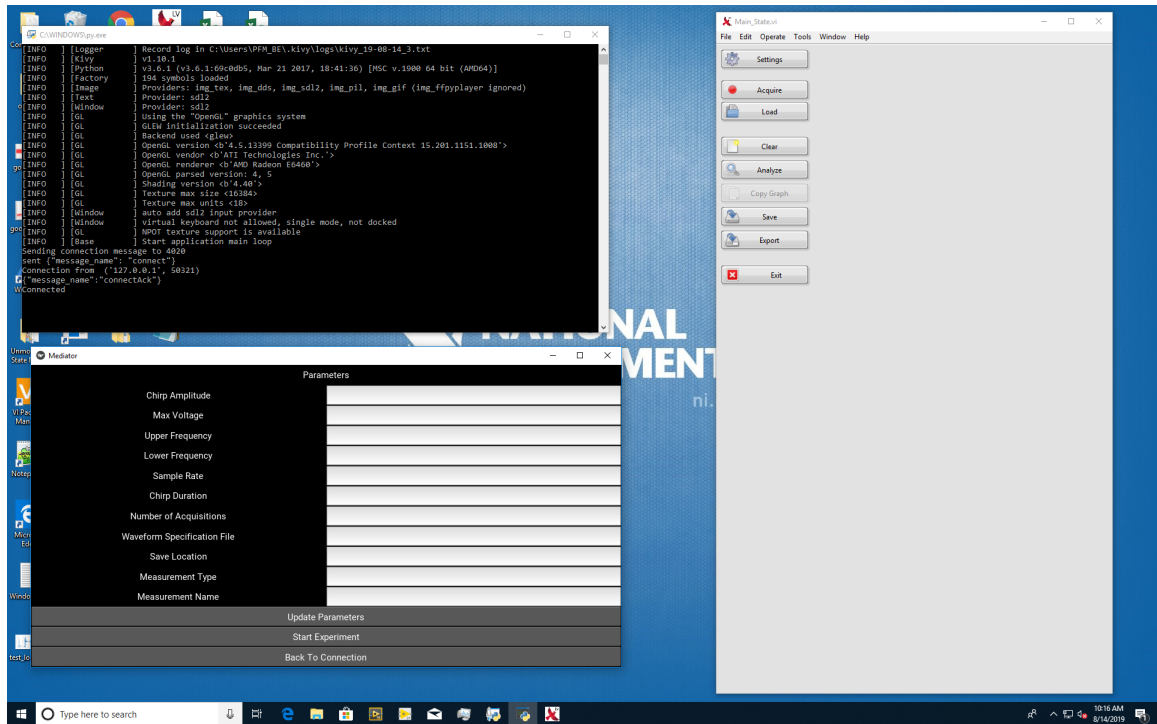 C:\WINDOWS\py.exe
[INFO   ] [Logger      ] Record log in C:\Users\PFM_BE\.kivy\logs\kivy_19-08-14_3.txt
[INFO   ] [Kivy        ] v1.10.1
[INFO   ] [Python      ] v3.6.1 (v3.6.1:69c0db5, Mar 21 2017, 18:41:36) [MSC v.1900 64 bit (AMD64)]
[INFO   ] [Factory     ] 194 symbols loaded
[INFO   ] [Image       ] Providers: img_tex, img_dds, img_sdl2, img_pil, img_gif (img_ffpyplayer ignored)
[INFO   ] [Text        ] Provider: sdl2
[INFO   ] [Window      ] Provider: sdl2
[INFO   ] [GL          ] Using the "OpenGL" graphics system
[INFO   ] [GL          ] GLEW initialization succeeded
[INFO   ] [GL          ] Backend used <glew>
[INFO   ] [GL          ] OpenGL version <b'4.5.13399 Compatibility Profile Context 15.201.1151.1008'>
[INFO   ] [GL          ] OpenGL vendor <b'ATI Technologies Inc.'>
[INFO   ] [GL          ] OpenGL renderer <b'AMD Radeon E6460'>
[INFO   ] [GL          ] OpenGL parsed version: 4, 5
[INFO   ] [GL          ] Shading version <b'4.40'>
[INFO   ] [GL          ] Texture max size <16384>
[INFO   ] [GL          ] Texture max units <18>
[INFO   ] [Window      ] auto add sdl2 input provider
[INFO   ] [Window      ] virtual keyboard not allowed, single mode, not docked
[INFO   ] [GL          ] NPOT texture support is available
[INFO   ] [Base        ] Start application main loop
Sending connection message to 4020
sent {"message_name": "connect"}
Connection from  ('127.0.0.1', 50321)
{"message_name":"connectAck"}
Connected
Mediator
Parameters
Chirp Amplitude
Max Voltage
Upper Frequency
Lower Frequency
Sample Rate
Chirp Duration
Number of Acquisitions
Waveform Specification File
Save Location
Measurement Type
Measurement Name
Update Parameters
Start Experiment
Back To Connection
Main_State.vi
File Edit Operate Tools Window Help
Settings
Acquire
Load
Clear
Analyze
Copy Graph
Save
Export
Exit
LV
NAL
MENT
ni.
Type here to search
10:16 AM
8/14/2019